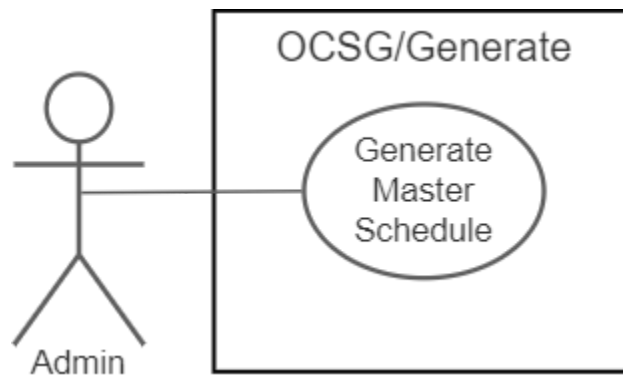 OCSG/Generate
Generate
Master
Schedule
Admin